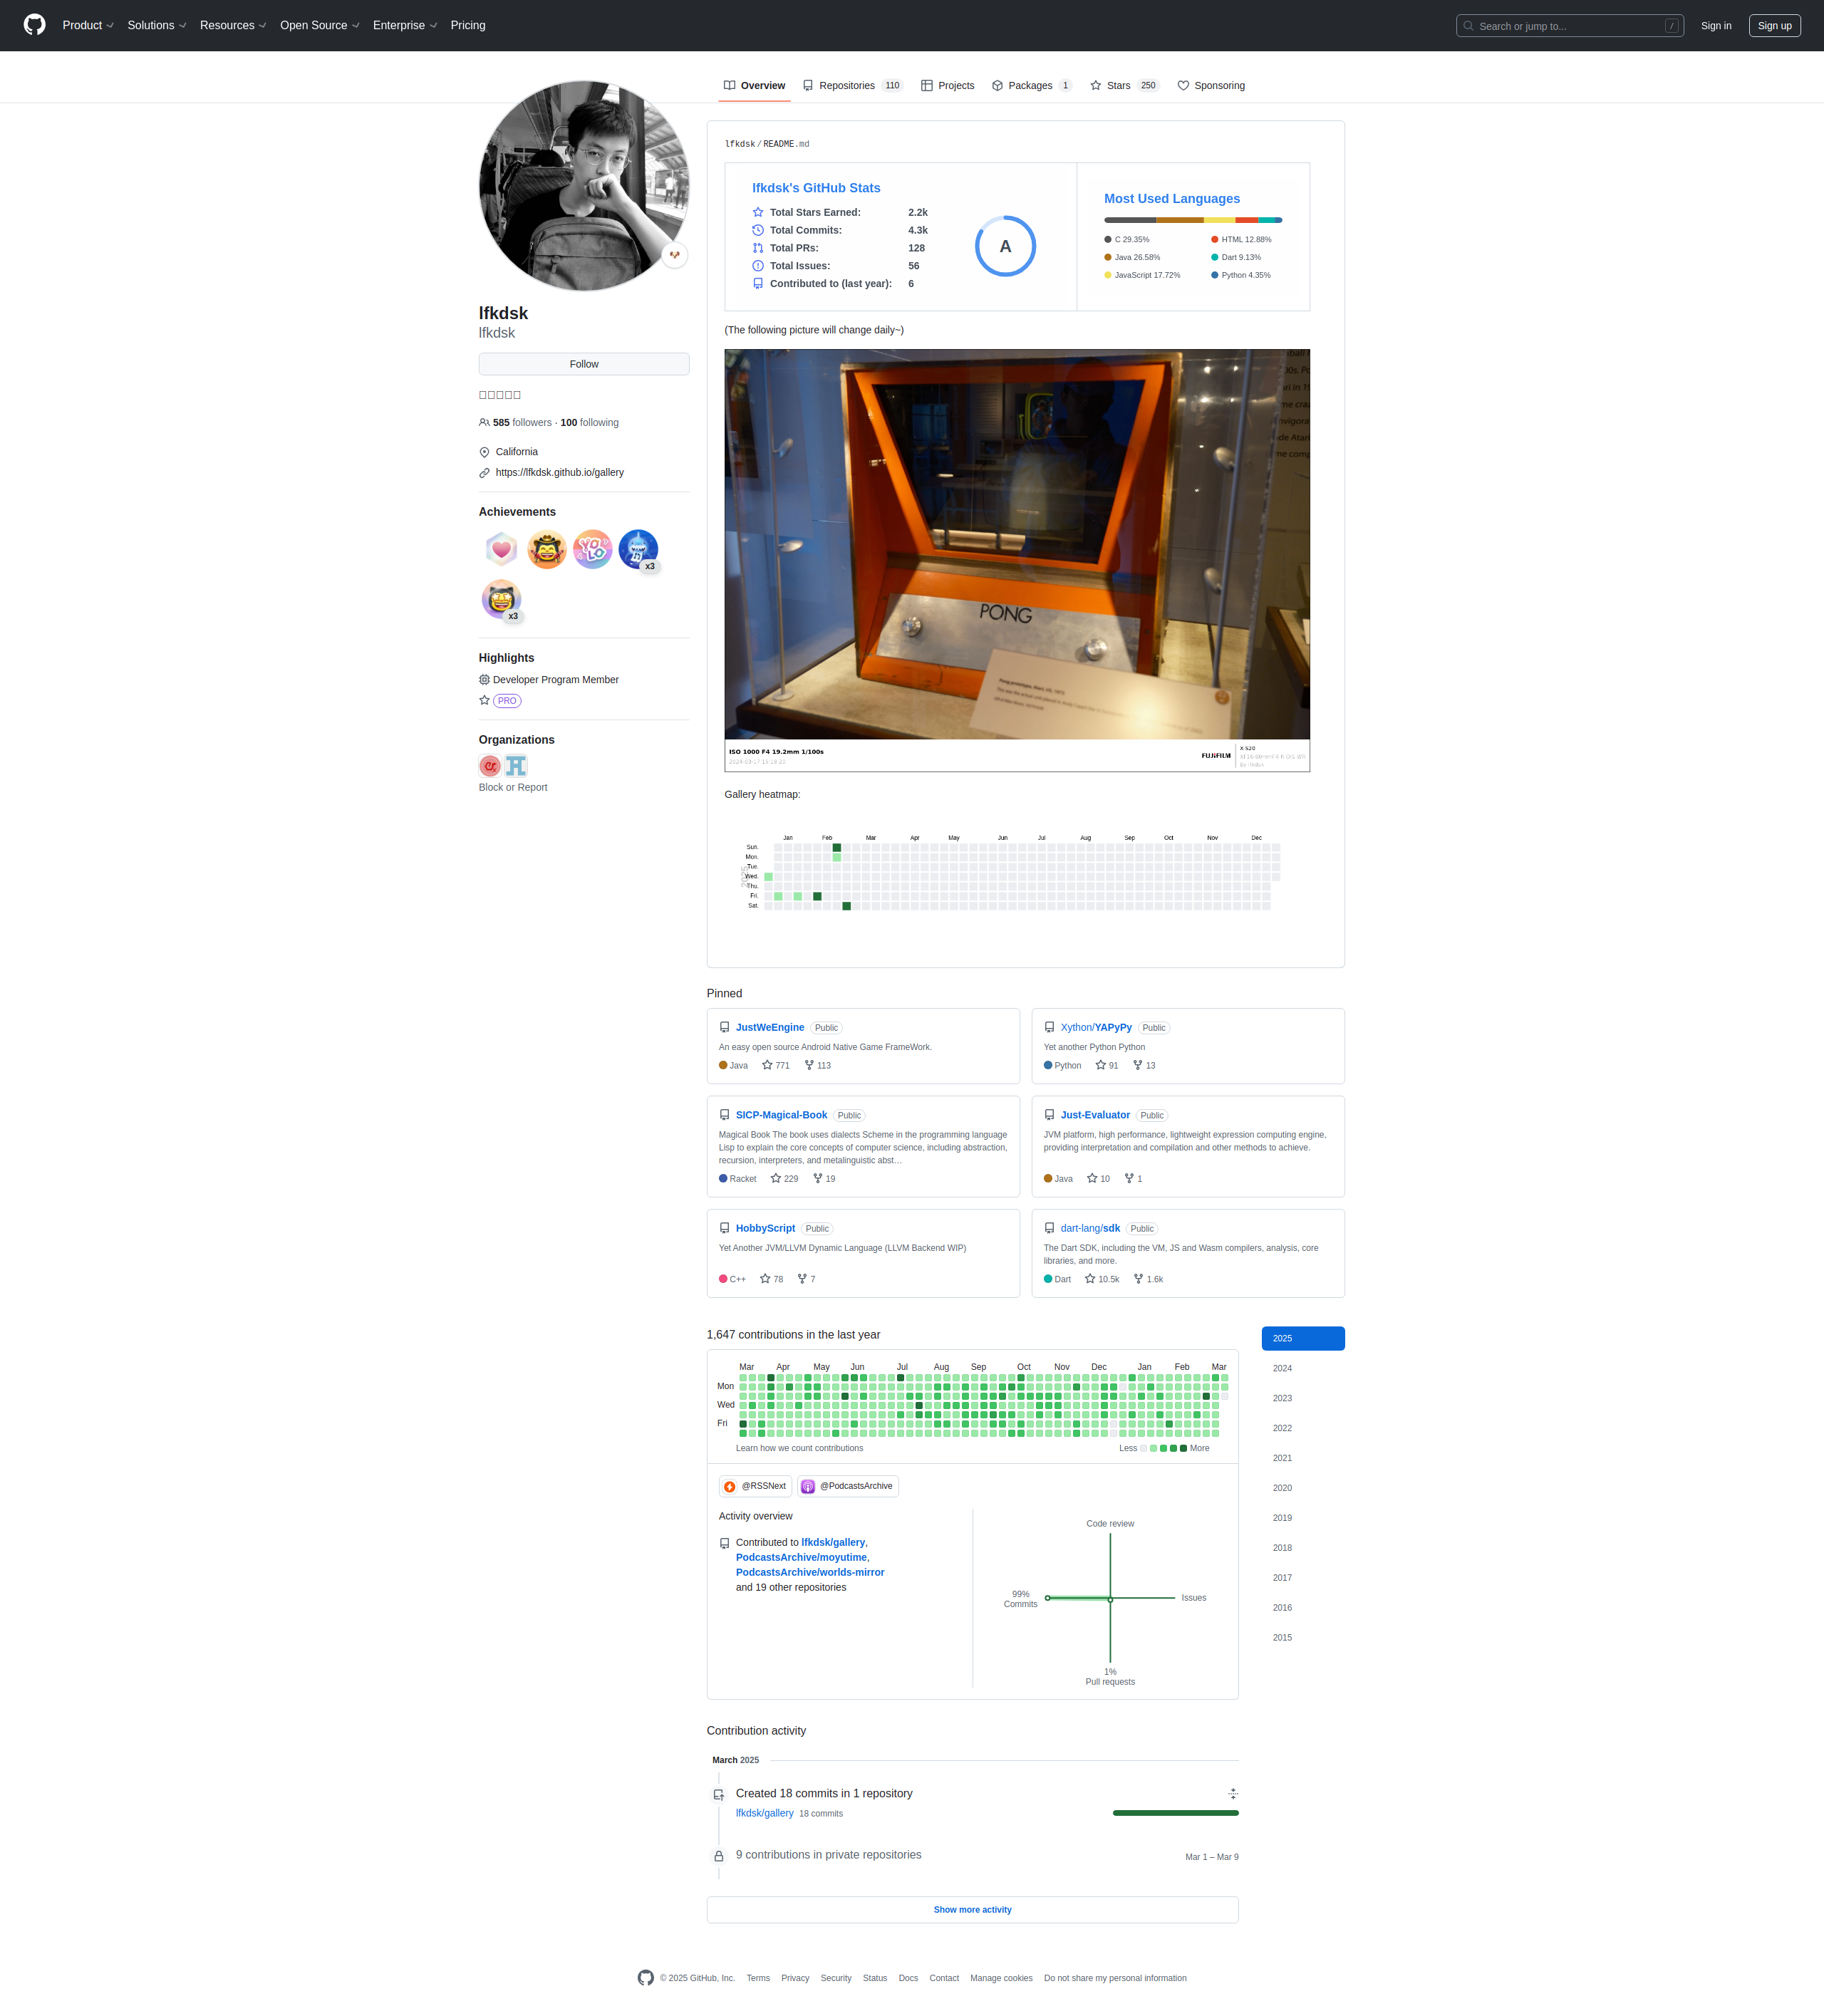 Product
Solutions
Resources
Open Source
Enterprise
Pricing
Search or jump to...
/
Sign in
Sign up
Overview
Repositories 110
Projects
Packages 1
Stars 250
Sponsoring
lfkdsk
lfkdsk
Follow
585 followers · 100 following
California
https://lfkdsk.github.io/gallery
Achievements
YOLO
x3
x3
Highlights
Developer Program Member
PRO
Organizations
Block or Report
lfkdsk/README.md
lfkdsk's GitHub Stats
Total Stars Earned: 2.2k
Total Commits: 4.3k
Total PRs: 128
Total Issues: 56
Contributed to (last year): 6
A
Most Used Languages
C 29.35%
Java 26.58%
JavaScript 17.72%
HTML 12.88%
Dart 9.13%
Python 4.35%
(The following picture will change daily~)
PONG
ISO 1000 F4 19.2mm 1/100s
FUJIFILM
X-S20
Gallery heatmap:
Jan Feb Mar Apr May Jun Jul Aug Sep Oct Nov Dec
2025
Sun.
Mon.
Tue.
Wed.
Thu.
Fri.
Sat.
Pinned
JustWeEngine Public
An easy open source Android Native Game FrameWork.
Java 771 113
Xython/YAPyPy Public
Yet another Python Python
Python 91 13
SICP-Magical-Book Public
Magical Book The book uses dialects Scheme in the programming language
Lisp to explain the core concepts of computer science, including abstraction,
recursion, interpreters, and metalinguistic abst…
Racket 229 19
Just-Evaluator Public
JVM platform, high performance, lightweight expression computing engine,
providing interpretation and compilation and other methods to achieve.
Java 10 1
HobbyScript Public
Yet Another JVM/LLVM Dynamic Language (LLVM Backend WIP)
C++ 78 7
dart-lang/sdk Public
The Dart SDK, including the VM, JS and Wasm compilers, analysis, core
libraries, and more.
Dart 10.5k 1.6k
1,647 contributions in the last year
Mar Apr May Jun Jul Aug Sep Oct Nov Dec Jan Feb Mar
Mon
Wed
Fri
Learn how we count contributions
Less More
@RSSNext
@PodcastsArchive
Activity overview
Contributed to lfkdsk/gallery,
PodcastsArchive/moyutime,
PodcastsArchive/worlds-mirror
and 19 other repositories
Code review
99%
Commits
Issues
1%
Pull requests
2025
2024
2023
2022
2021
2020
2019
2018
2017
2016
2015
Contribution activity
March 2025
Created 18 commits in 1 repository
lfkdsk/gallery 18 commits
9 contributions in private repositories
Mar 1 – Mar 9
Show more activity
© 2025 GitHub, Inc.
Terms
Privacy
Security
Status
Docs
Contact
Manage cookies
Do not share my personal information